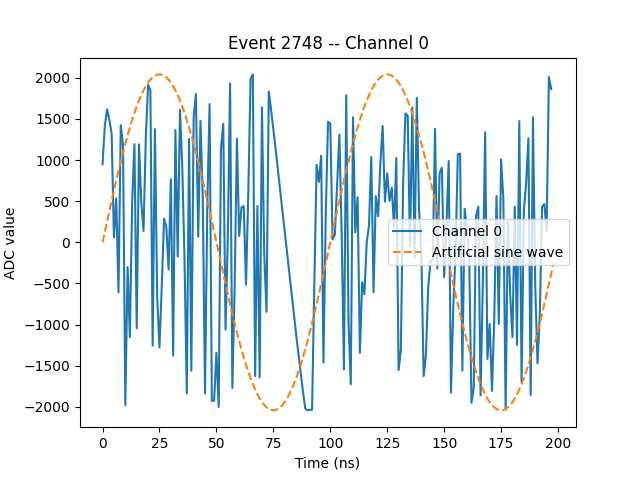 Event 2748 -- Channel 0
ADC value
2000
1500
1000
500
0
−500
−1000
−1500
−2000
Channel 0
Artificial sine wave
0 25 50 75 100 125 150 175 200
Time (ns)